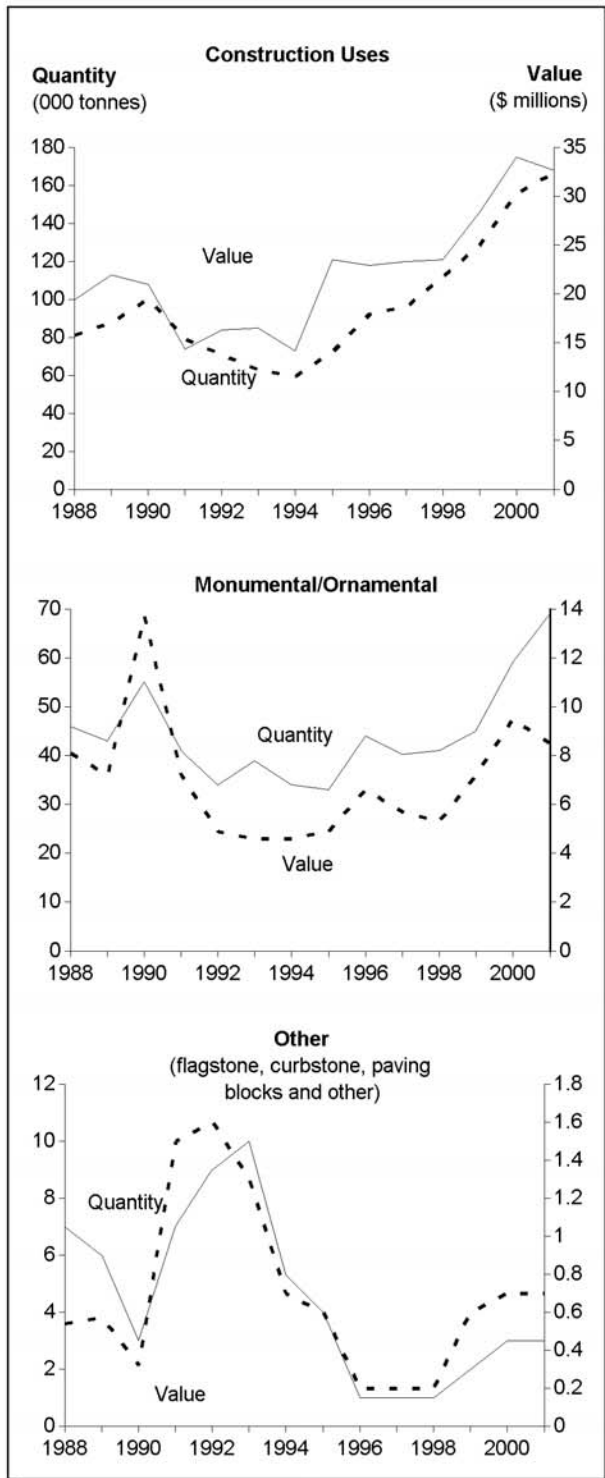 Construction Uses
Quantity
(000 tonnes)
Value
($ millions)
180
160
140
120
100
80
60
40
20
0
35
30
25
20
15
10
5
0
Value
Quantity
1988 1990 1992 1994 1996 1998 2000
Monumental/Ornamental
70
60
50
40
30
20
10
0
14
12
10
8
6
4
2
0
Quantity
Value
1988 1990 1992 1994 1996 1998 2000
Other
(flagstone, curbstone, paving
blocks and other)
12
10
8
6
4
2
0
1.8
1.6
1.4
1.2
1
0.8
0.6
0.4
0.2
0
Quantity
Value
1988 1990 1992 1994 1996 1998 2000